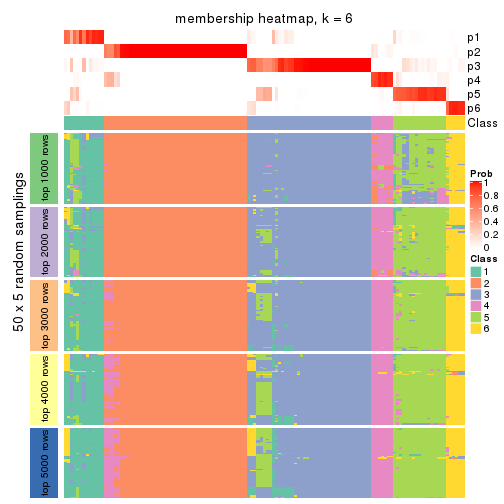 membership heatmap, k = 6
p1
p2
p3
p4
p5
p6
Class
50 x 5 random samplings
top 1000 rows
top 2000 rows
top 3000 rows
top 4000 rows
top 5000 rows
Prob
1
0.8
0.6
0.4
0.2
0
Class
1
2
3
4
5
6